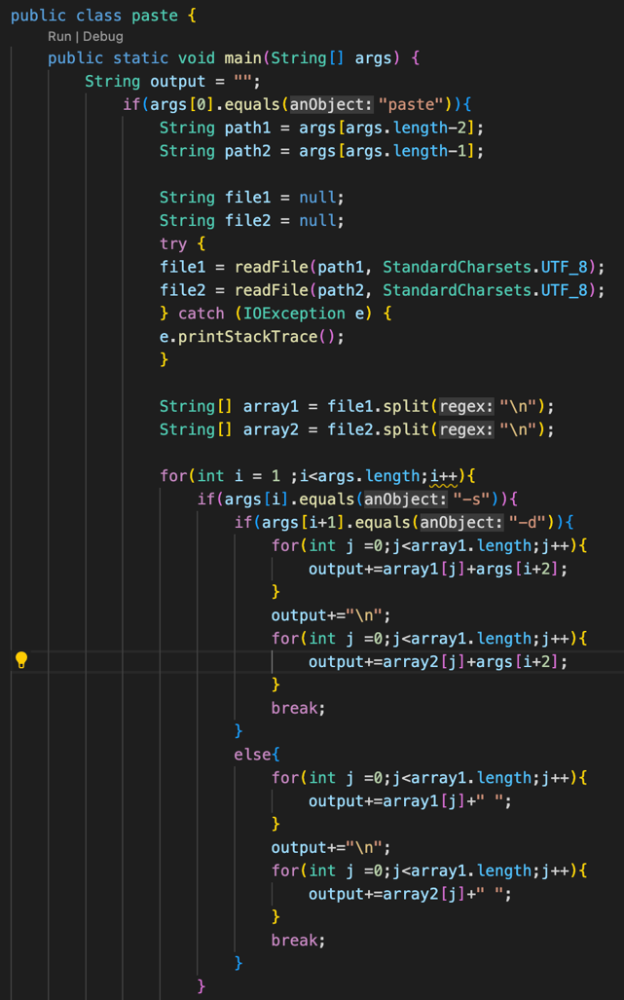 public class paste {
Run | Debug
public static void main(String[] args) {
String output = "";
if(args[0].equals(anObject: "paste")){
String path1 = args[args.length-2];
String path2 = args[args.length-1];
String file1 = null;
String file2 = null;
try {
file1 = readFile(path1, StandardCharsets.UTF_8);
file2 = readFile(path2, StandardCharsets.UTF_8);
} catch (IOException e) {
e.printStackTrace();
}
String[] array1 = file1.split(regex: "\n");
String[] array2 = file2.split(regex: "\n");
for(int i = 1 ;i<args.length;i++){
if(args[i].equals(anObject: "-s")){
if(args[i+1].equals(anObject: "-d")){
for(int j =0;j<array1.length;j++){
output+=array1[j]+args[i+2];
}
output+="\n";
for(int j =0;j<array1.length;j++){
output+=array2[j]+args[i+2];
}
break;
}
else{
for(int j =0;j<array1.length;j++){
output+=array1[j]+" ";
}
output+="\n";
for(int j =0;j<array1.length;j++){
output+=array2[j]+" ";
}
break;
}
}